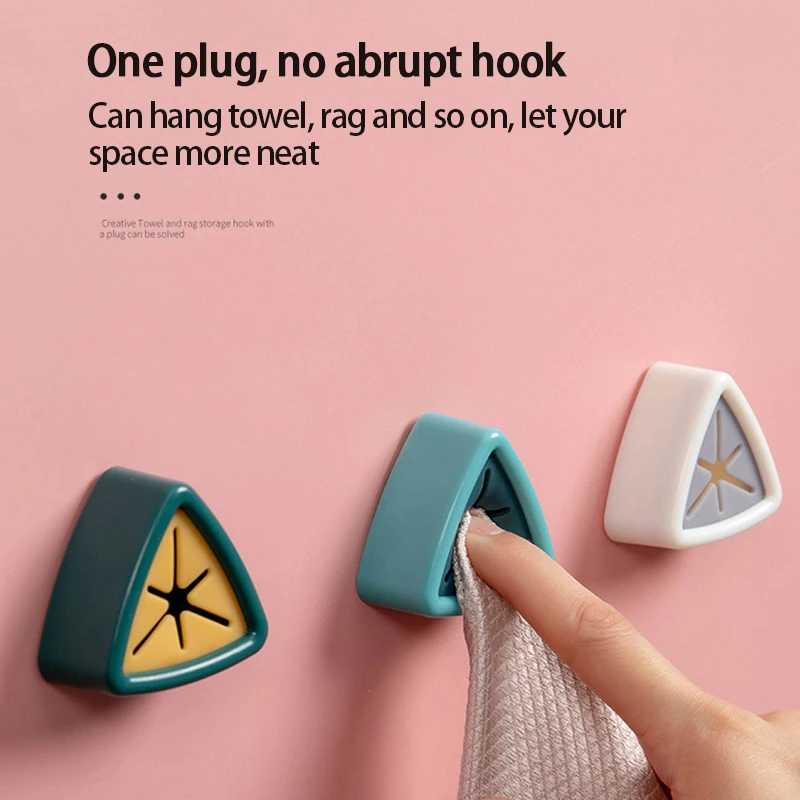 One plug, no abrupt hook
Can hang towel, rag and so on, let your
space more neat
Creative Towel and rag storage hook with
a plug can be solved